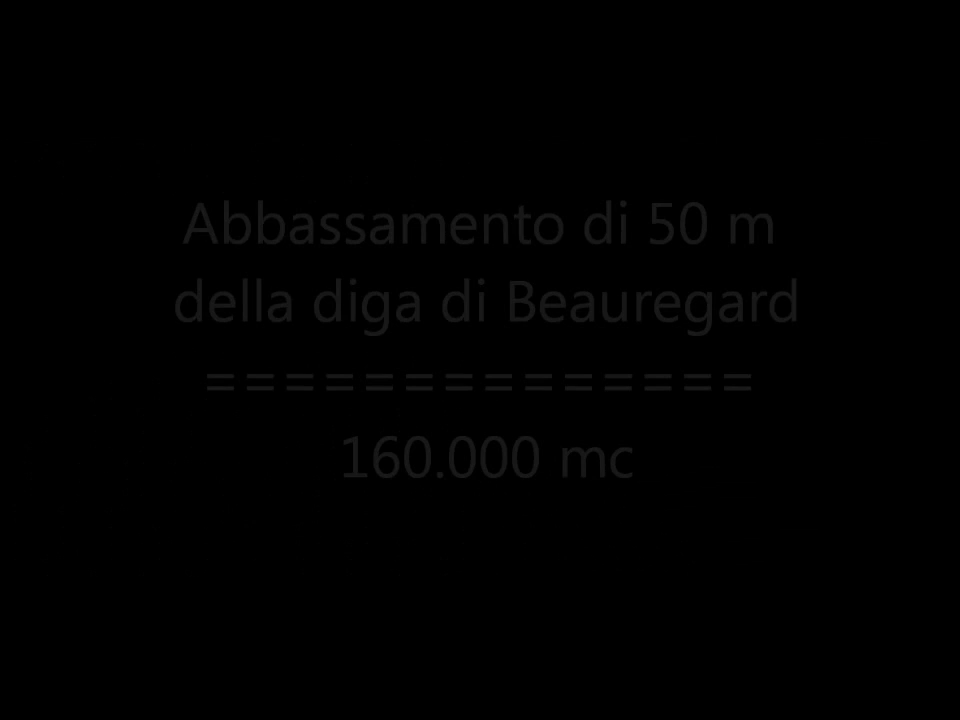 Abbassamento di 50 m
della diga di Beauregard
==============
160.000 mc